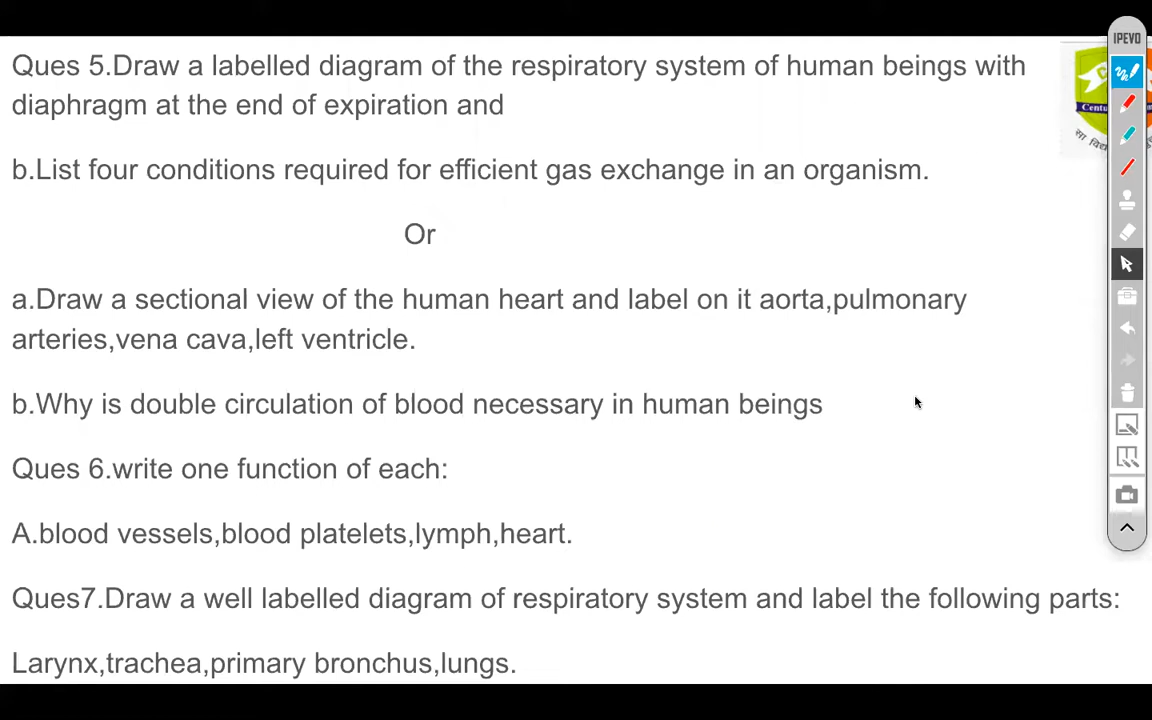 Ques 5.Draw a labelled diagram of the respiratory system of human beings with
diaphragm at the end of expiration and
b.List four conditions required for efficient gas exchange in an organism.
Or
a.Draw a sectional view of the human heart and label on it aorta,pulmonary
arteries,vena cava,left ventricle.
b.Why is double circulation of blood necessary in human beings
Ques 6.write one function of each:
A.blood vessels,blood platelets,lymph,heart.
Ques7.Draw a well labelled diagram of respiratory system and label the following parts:
Larynx,trachea,primary bronchus,lungs.
IPEVO